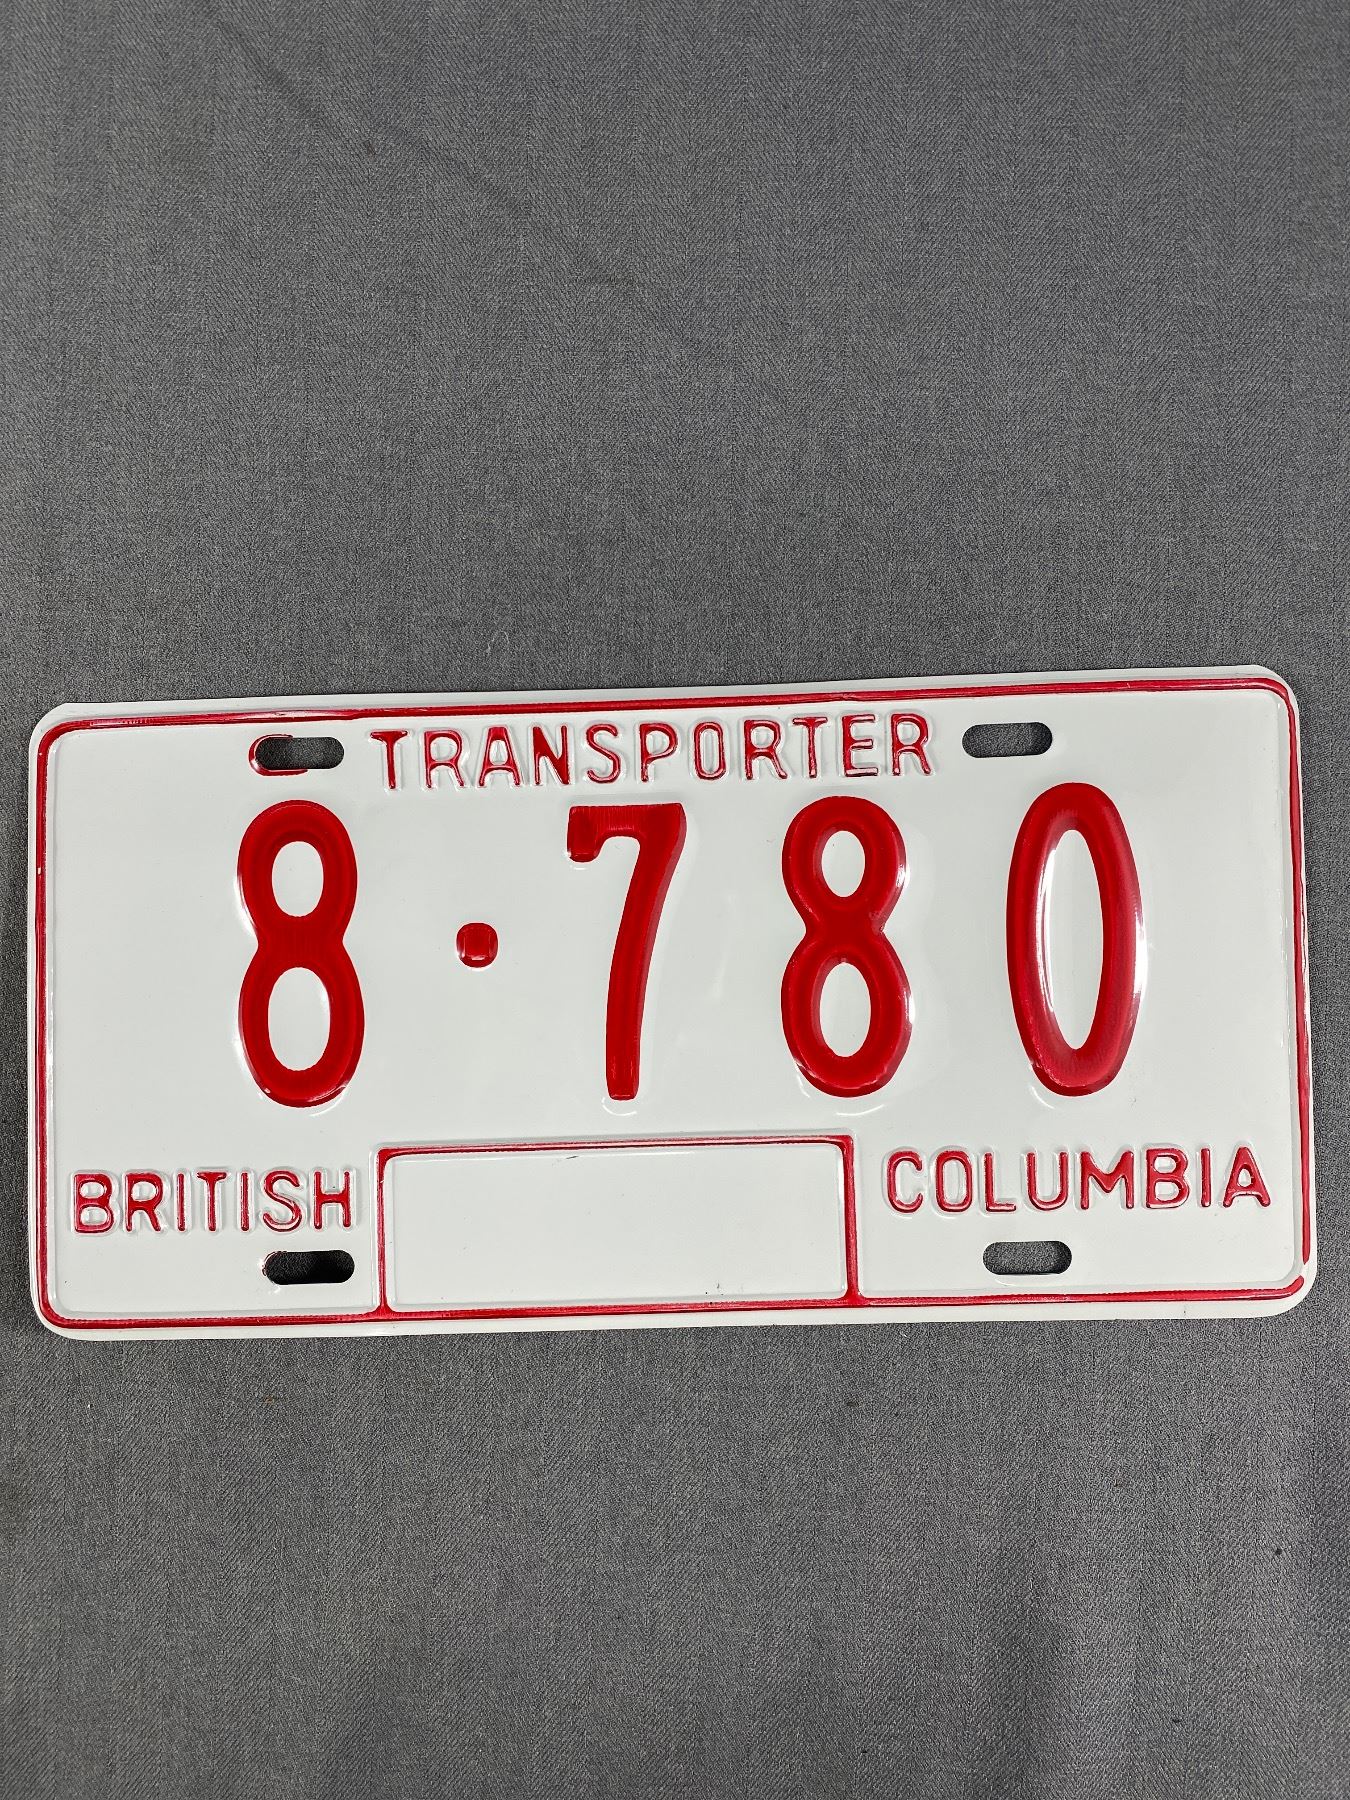 TRANSPORTER
8·780
BRITISH COLUMBIA